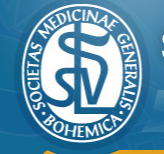 SOCIETAS MEDICINAE GENERALIS
BOHEMICA
SVL